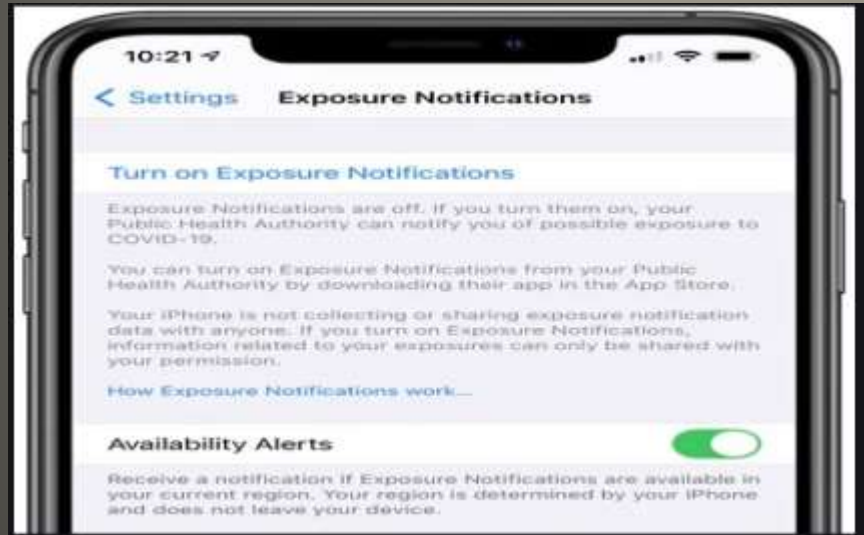 10:21
Settings Exposure Notifications
Turn on Exposure Notifications
Exposure Notifications are off. If you turn them on, your
Public Health Authority can notify you of possible exposure to
COVID-19.
You can turn on Exposure Notifications from your Public
Health Authority by downloading their app in the App Store.
Your iPhone is not collecting or sharing exposure notification
data with anyone. If you turn on Exposure Notifications,
information related to your exposures can only be shared with
your permission.
How Exposure Notifications work...
Availability Alerts
Receive a notification if Exposure Notifications are available in
your current region. Your region is determined by your iPhone
and does not leave your device.